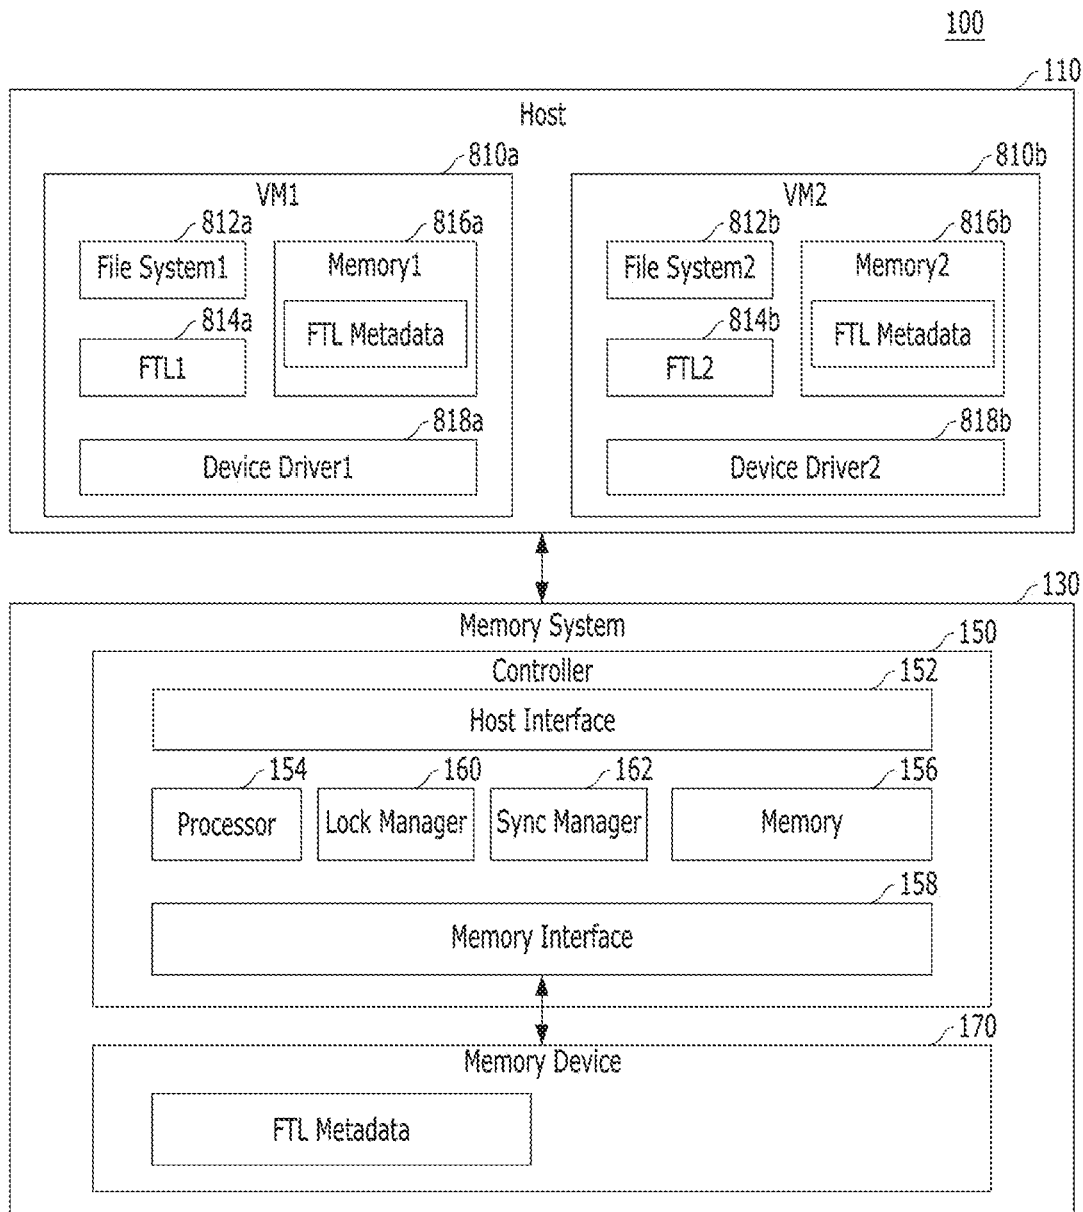 100
110
Host
810a
810b
VM1
VM2
812a
816a
812b
816b
File System1
Memory1
File System2
Memory2
814a
FTL Metadata
814b
FTL Metadata
FTL1
FTL2
818a
818b
Device Driver1
Device Driver2
130
Memory System
150
Controller
152
Host Interface
154
160
162
156
Processor
Lock Manager
Sync Manager
Memory
158
Memory Interface
170
Memory Device
FTL Metadata